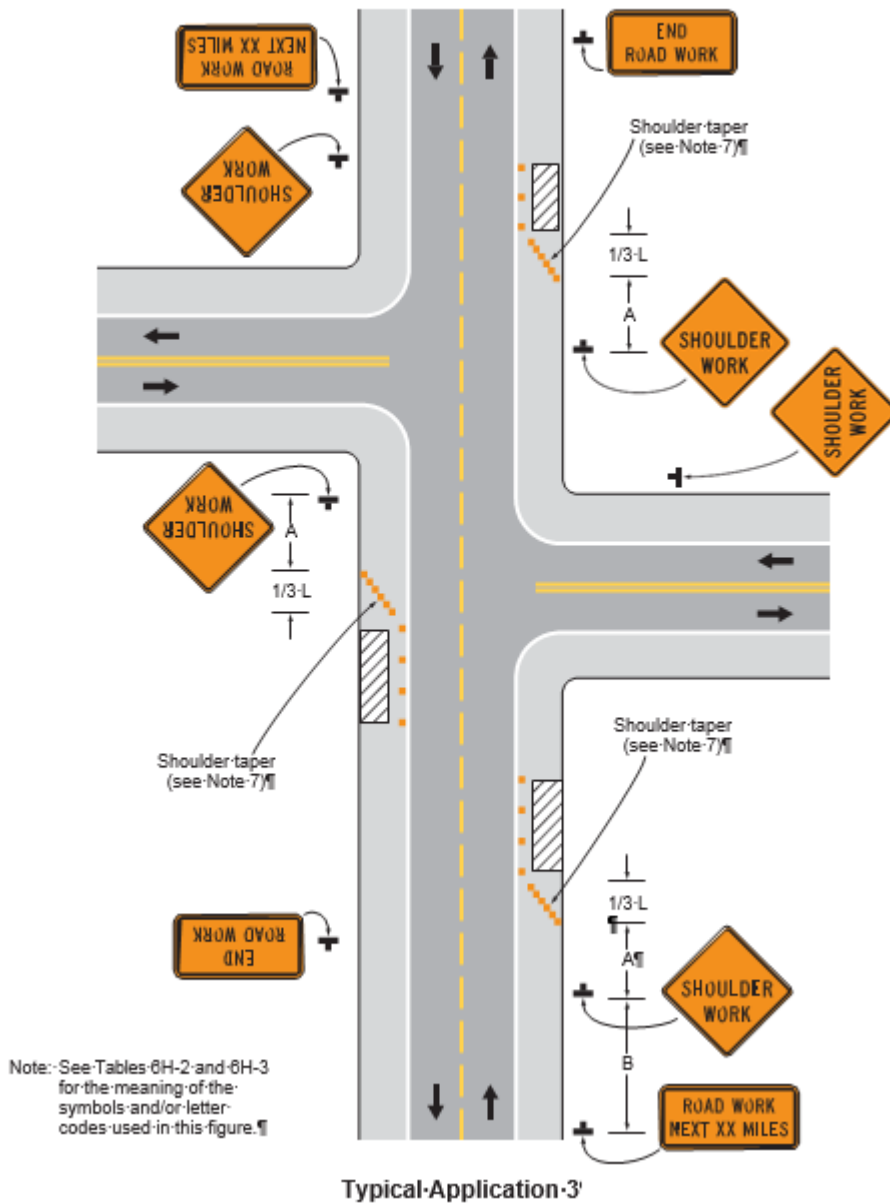 ROAD WORK
NEXT XX MILES
END
ROAD WORK
SHOULDER
WORK
Shoulder·taper
(see·Note·7)¶
1/3·L
A
SHOULDER
WORK
SHOULDER
WORK
SHOULDER
WORK
A
1/3·L
Shoulder·taper
(see·Note·7)¶
Shoulder·taper
(see·Note·7)¶
1/3·L
¶
A¶
END
ROAD WORK
SHOULDER
WORK
B
ROAD WORK
NEXT XX MILES
Note:·See·Tables·6H-2·and·6H-3
for·the·meaning·of·the
symbols·and/or·letter·
codes·used·in·this·figure.¶
Typical·Application·3